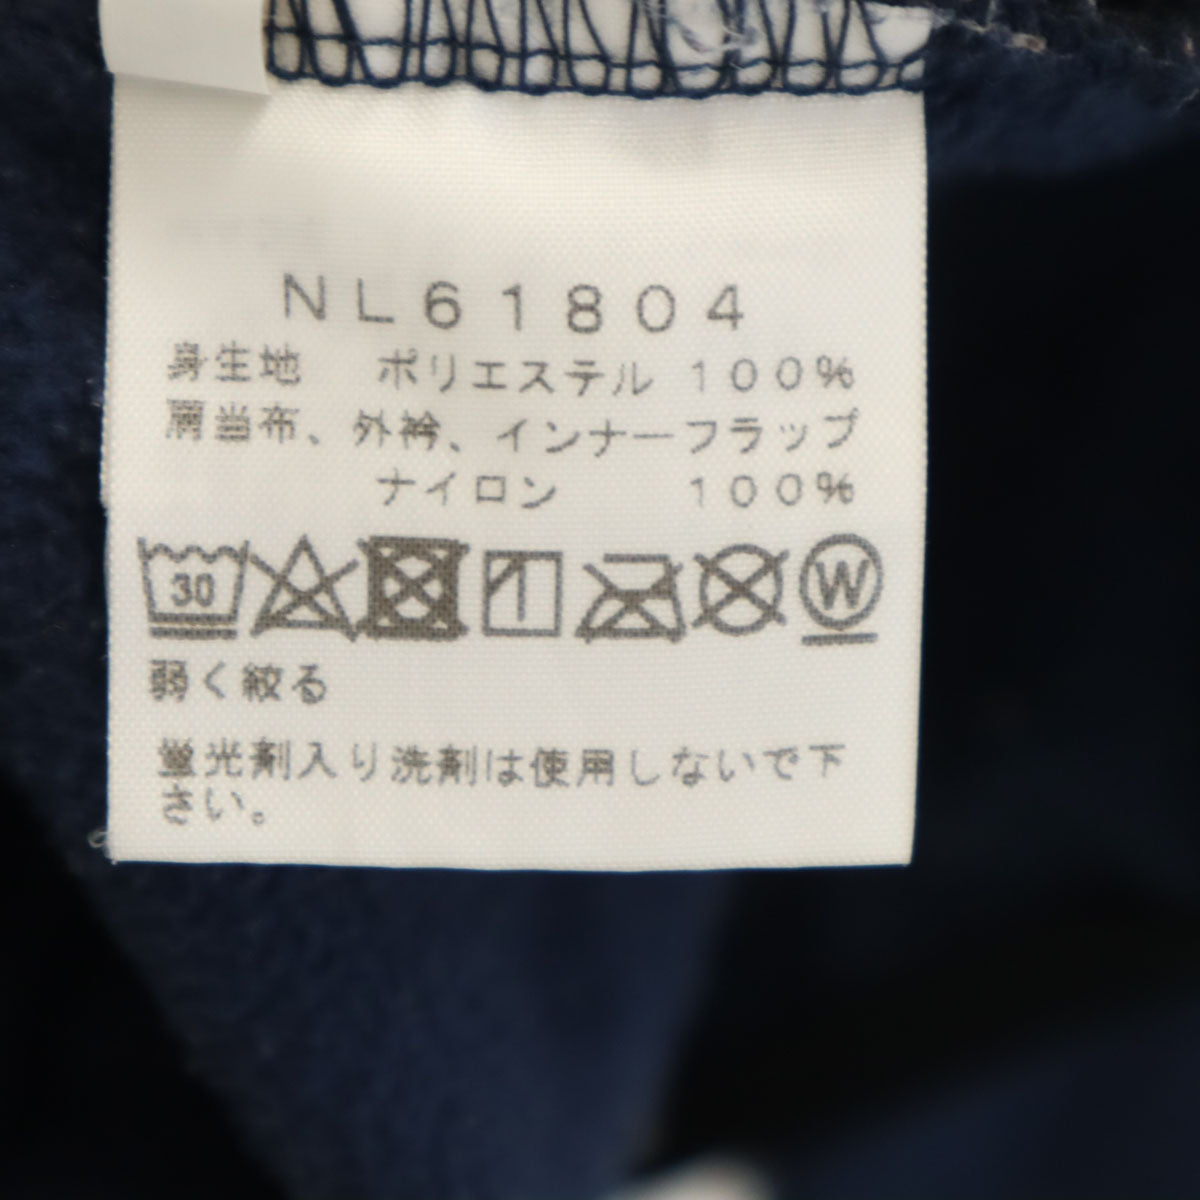 NL61804
身生地 ポリエステル 100%
肩当布、外衿、インナーフラップ
ナイロン 100%
30 W
弱く絞る
蛍光剤入り洗剤は使用しないで下
さい。